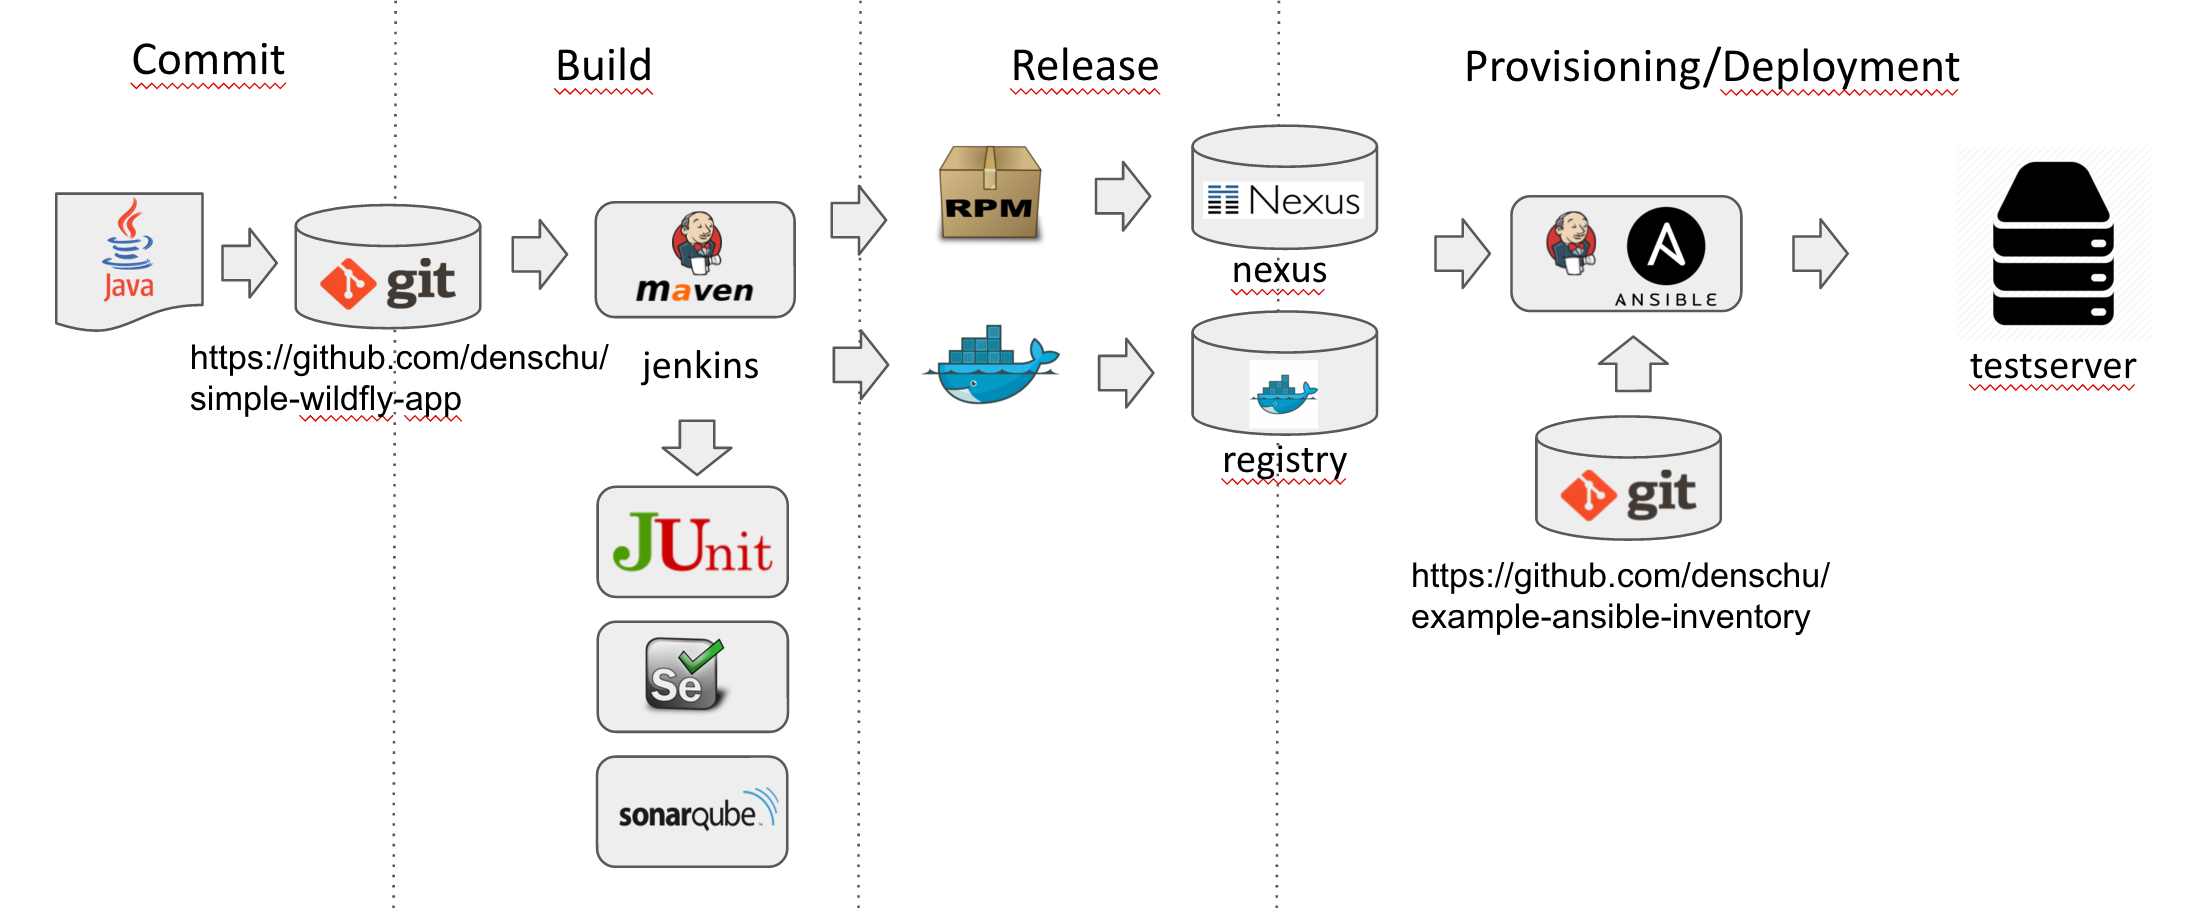 Commit
Build
Release
Provisioning/Deployment
Java
git
https://github.com/denschu/
simple-wildfly-app
maven
jenkins
JUnit
Se
sonarqube
RPM
Nexus
nexus
registry
ANSIBLE
git
https://github.com/denschu/
example-ansible-inventory
testserver